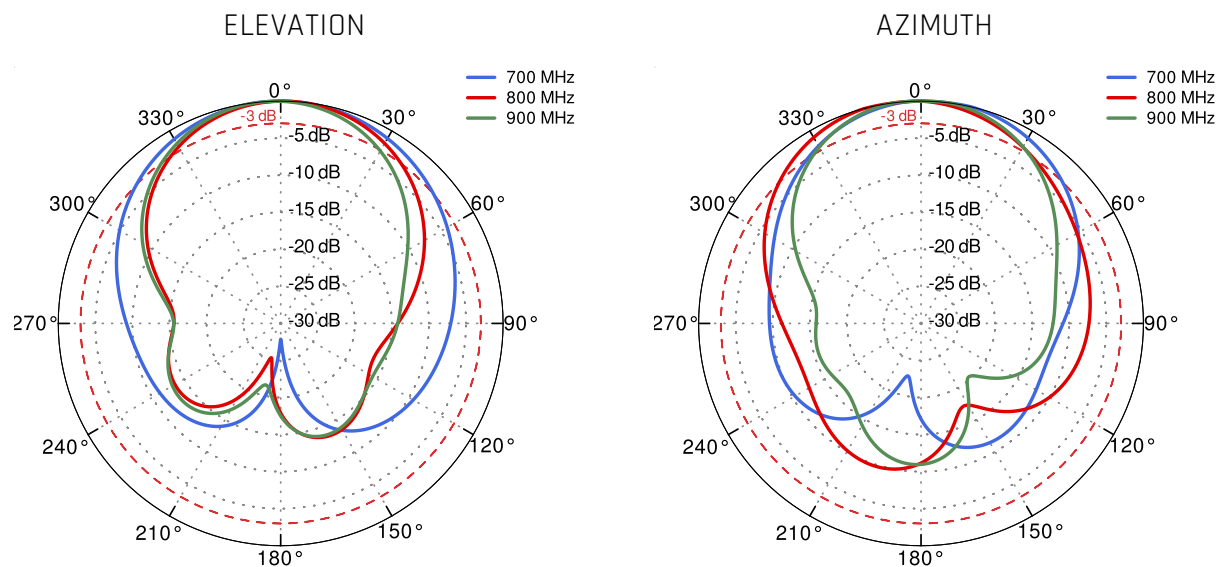 ELEVATION
700 MHz
800 MHz
900 MHz
0°
-3 dB
330°
30°
-5 dB
-10 dB
300°
60°
-15 dB
-20 dB
-25 dB
270°
-30 dB
90°
240°
120°
210°
150°
180°
AZIMUTH
700 MHz
800 MHz
900 MHz
0°
-3 dB
330°
30°
-5 dB
-10 dB
300°
60°
-15 dB
-20 dB
-25 dB
270°
-30 dB
90°
240°
120°
210°
150°
180°